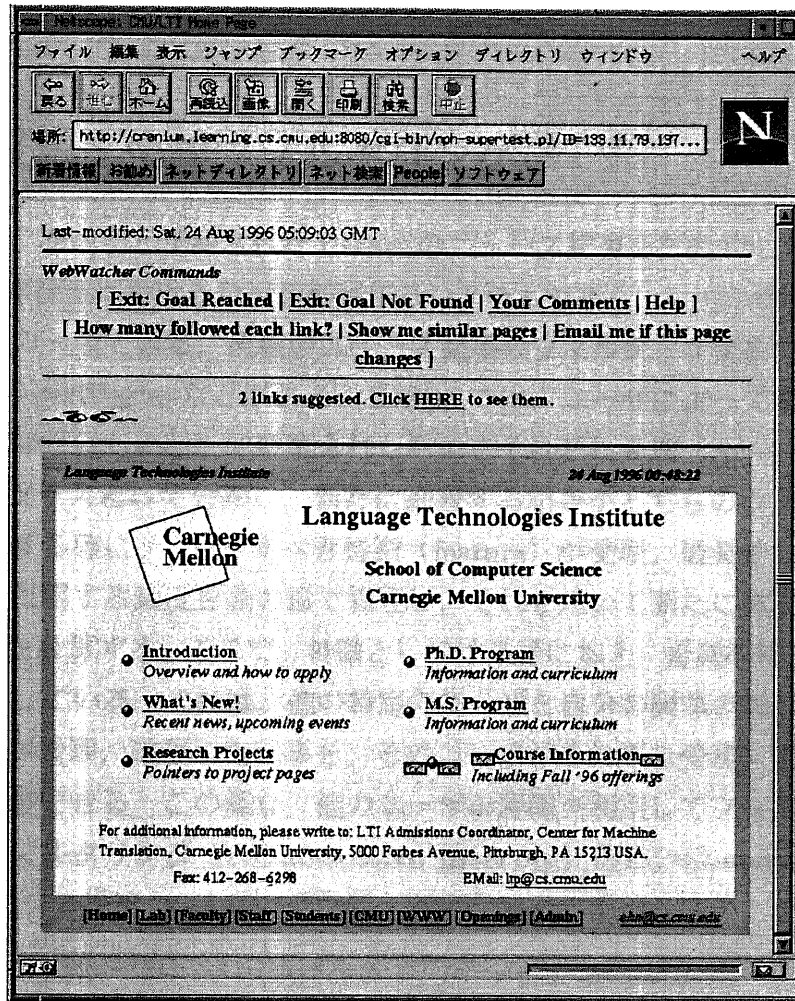 Netscape: CMU/LTI Home Page
ファイル 編集 表示 ジャンプ ブックマーク オプション ディレクトリ ウィンドウ ヘルプ
戻る 進む ホーム 再読込 画像 開く 印刷 検索 中止
N
場所: http://cranium.learning.cs.cmu.edu:8080/cgi-bin/nph-supertest.pl/ID=133.11.79.137...
新着情報 お勧め ネットディレクトリ ネット検索 People ソフトウェア
Last-modified: Sat, 24 Aug 1996 05:09:03 GMT
WebWatcher Commands
[ Exit: Goal Reached | Exit: Goal Not Found | Your Comments | Help ]
[ How many followed each link? | Show me similar pages | Email me if this page
changes ]
2 links suggested. Click HERE to see them.
Language Technologies Institute 24 Aug 1996 00:48:22
Carnegie
Mellon
Language Technologies Institute
School of Computer Science
Carnegie Mellon University
Introduction
Overview and how to apply
Ph.D. Program
Information and curriculum
What's New!
Recent news, upcoming events
M.S. Program
Information and curriculum
Research Projects
Pointers to project pages
Course Information
Including Fall '96 offerings
For additional information, please write to: LTI Admissions Coordinator, Center for Machine
Translation, Carnegie Mellon University, 5000 Forbes Avenue, Pittsburgh, PA 15213 USA.
Fax: 412-268-6298 EMail: ltp@cs.cmu.edu
[Home] [Lab] [Faculty] [Staff] [Students] [CMU] [WWW] [Openings] [Admin] ehn@cs.cmu.edu